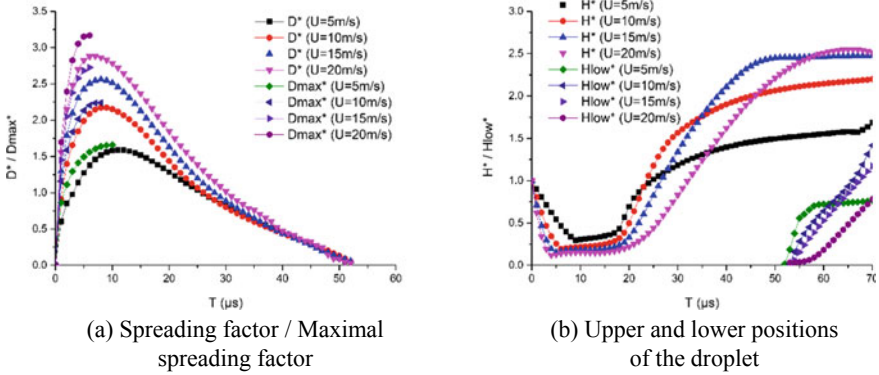 D* / Dmax*
3.5
3.0
2.5
2.0
1.5
1.0
0.5
0.0
0
10
20
30
40
50
60
T (µs)
D* (U=5m/s)
D* (U=10m/s)
D* (U=15m/s)
D* (U=20m/s)
Dmax* (U=5m/s)
Dmax* (U=10m/s)
Dmax* (U=15m/s)
Dmax* (U=20m/s)
(a) Spreading factor / Maximal
spreading factor
H* / Hlow*
3.0
2.5
2.0
1.5
1.0
0.5
0.0
0
10
20
30
40
50
60
70
T (µs)
H* (U=5m/s)
H* (U=10m/s)
H* (U=15m/s)
H* (U=20m/s)
Hlow* (U=5m/s)
Hlow* (U=10m/s)
Hlow* (U=15m/s)
Hlow* (U=20m/s)
(b) Upper and lower positions
of the droplet